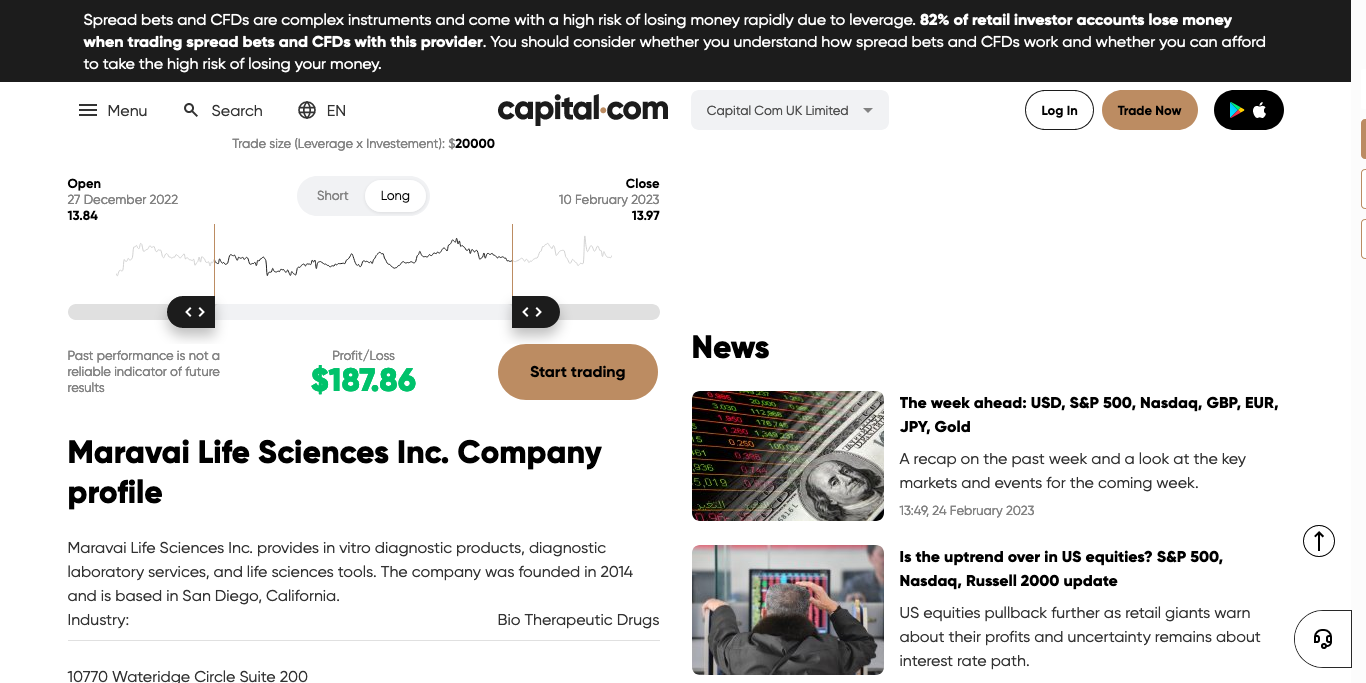 Spread bets and CFDs are complex instruments and come with a high risk of losing money rapidly due to leverage. 82% of retail investor accounts lose money
when trading spread bets and CFDs with this provider. You should consider whether you understand how spread bets and CFDs work and whether you can afford
to take the high risk of losing your money.
Menu
Search
EN
capital.com
Capital Com UK Limited
Log In
Trade Now
Trade size (Leverage x Investement): $20000
Open
27 December 2022
13.84
Short
Long
Close
10 February 2023
13.97
Past performance is not a
reliable indicator of future
results
Profit/Loss
$187.86
Start trading
Maravai Life Sciences Inc. Company
profile
Maravai Life Sciences Inc. provides in vitro diagnostic products, diagnostic
laboratory services, and life sciences tools. The company was founded in 2014
and is based in San Diego, California.
Industry:
Bio Therapeutic Drugs
10770 Wateridge Circle Suite 200
News
The week ahead: USD, S&P 500, Nasdaq, GBP, EUR,
JPY, Gold
A recap on the past week and a look at the key
markets and events for the coming week.
13:49, 24 February 2023
Is the uptrend over in US equities? S&P 500,
Nasdaq, Russell 2000 update
US equities pullback further as retail giants warn
about their profits and uncertainty remains about
interest rate path.